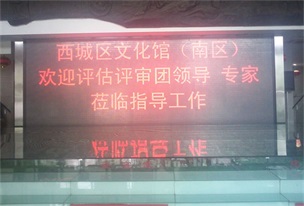 西城区文化馆（南区）
欢迎评估评审团领导 专家
莅临指导工作